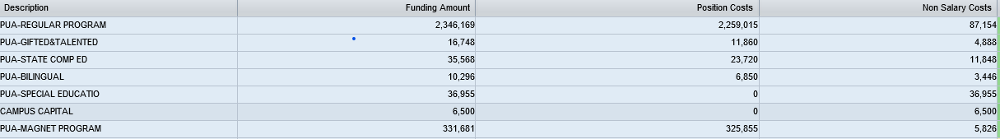 Description Funding Amount Position Costs Non Salary Costs
PUA-REGULAR PROGRAM 2,346,169 2,259,015 87,154
PUA-GIFTED&TALENTED 16,748 11,860 4,888
PUA-STATE COMP ED 35,568 23,720 11,848
PUA-BILINGUAL 10,296 6,850 3,446
PUA-SPECIAL EDUCATIO 36,955 0 36,955
CAMPUS CAPITAL 6,500 0 6,500
PUA-MAGNET PROGRAM 331,681 325,855 5,826